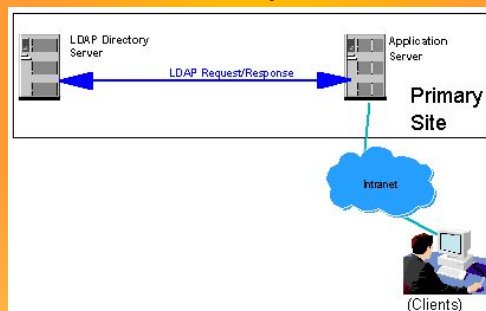 LDAP Directory
Server
Application
Server
LDAP Request/Response
Primary
Site
Intranet
(Clients)